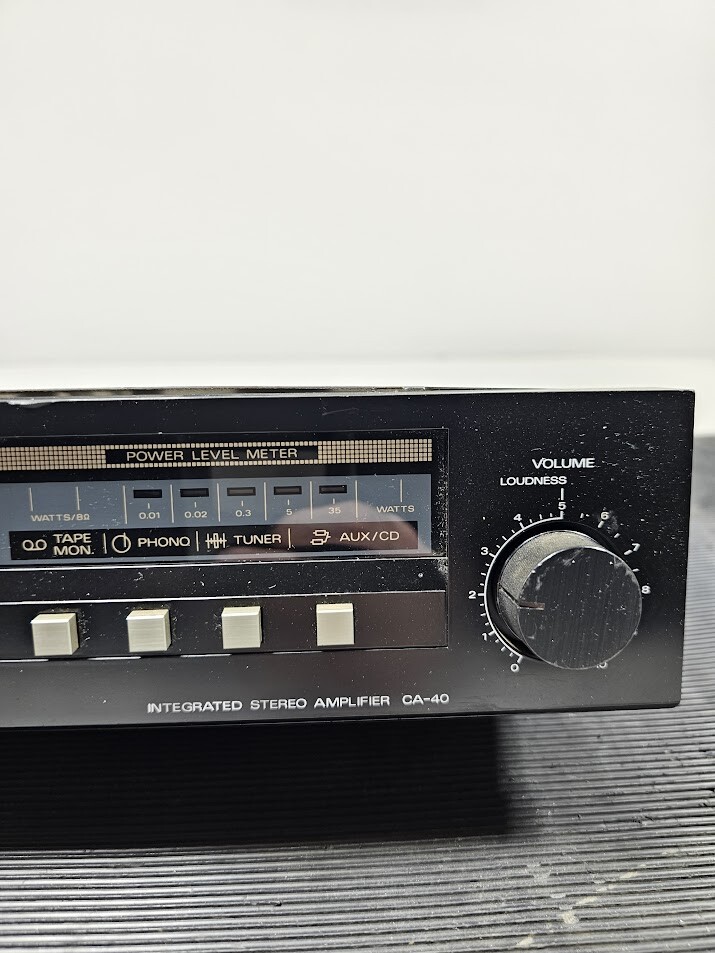 POWER LEVEL METER
WATTS/8Ω 0.01 0.02 0.3 5 35 WATTS
TAPE MON. PHONO TUNER AUX/CD
VOLUME
LOUDNESS
0 1 2 3 4 5 6 7 8 10
INTEGRATED STEREO AMPLIFIER CA-40